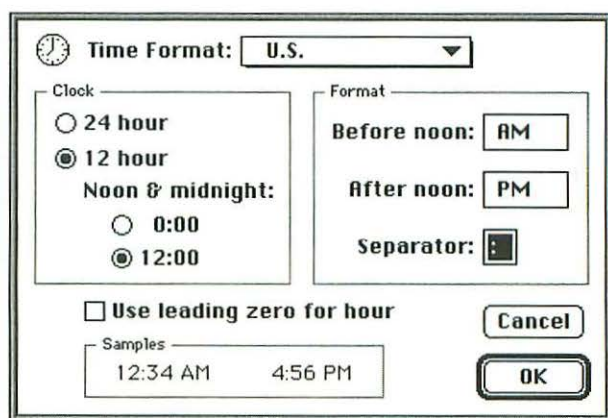 Time Format: U.S.
Clock
24 hour
12 hour
Noon & midnight:
0:00
12:00
Format
Before noon: AM
After noon: PM
Separator: :
Use leading zero for hour
Samples
12:34 AM 4:56 PM
Cancel
OK